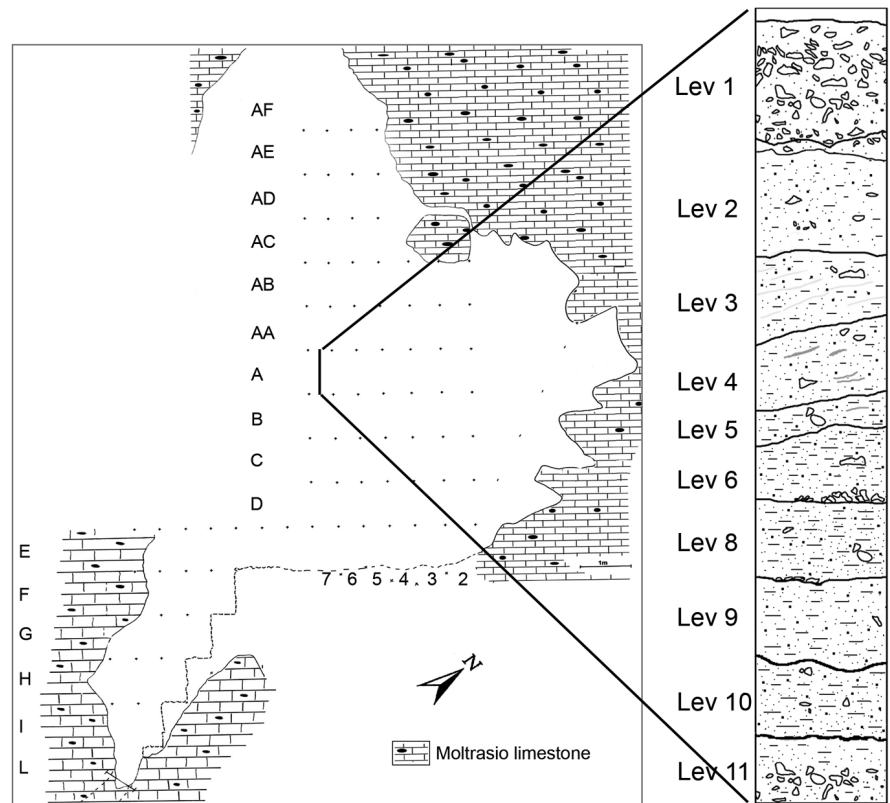 AF
AE
AD
AC
AB
AA
A
B
C
D
E
F
G
H
I
L
7 6 5 4 3 2
1m
N
Moltrasio limestone
Lev 1
Lev 2
Lev 3
Lev 4
Lev 5
Lev 6
Lev 8
Lev 9
Lev 10
Lev 11